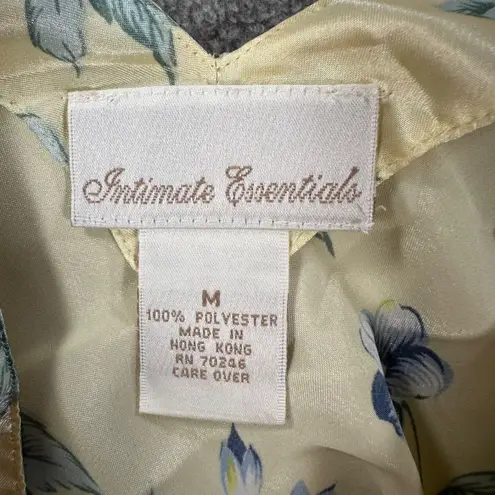 Intimate Essentials
M
100% POLYESTER
MADE IN
HONG KONG
RN 70246
CARE OVER